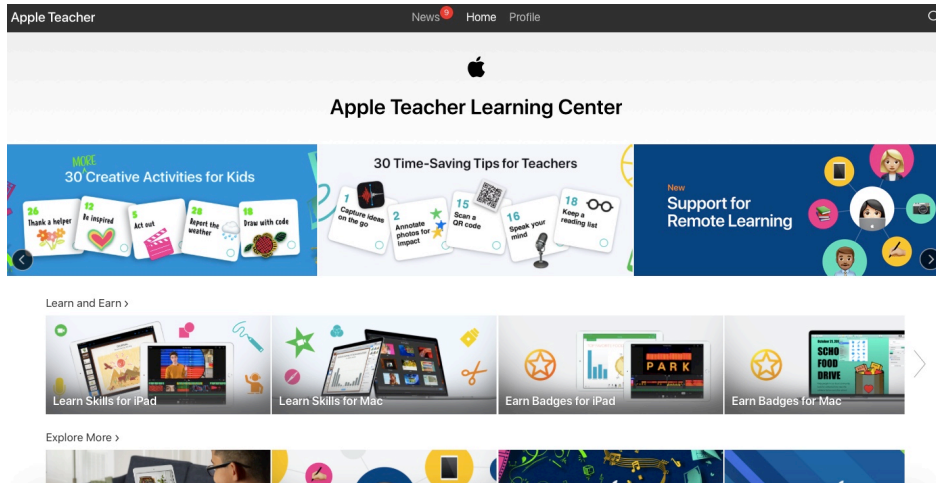 Apple Teacher
News 9 Home Profile
Apple Teacher Learning Center
MORE
30 Creative Activities for Kids
26
Thank a helper
12
Be inspired
5
Act out
28
Report the
weather
18
Draw with code
30 Time-Saving Tips for Teachers
1
Capture ideas
on the go
2
Annotate
photos for
impact
15
Scan a
QR code
16
Speak your
mind
18
Keep a
reading list
New
Support for
Remote Learning
Learn and Earn >
Learn Skills for iPad
Learn Skills for Mac
PARK
Earn Badges for iPad
SCHO
FOOD
DRIVE
Earn Badges for Mac
Explore More >